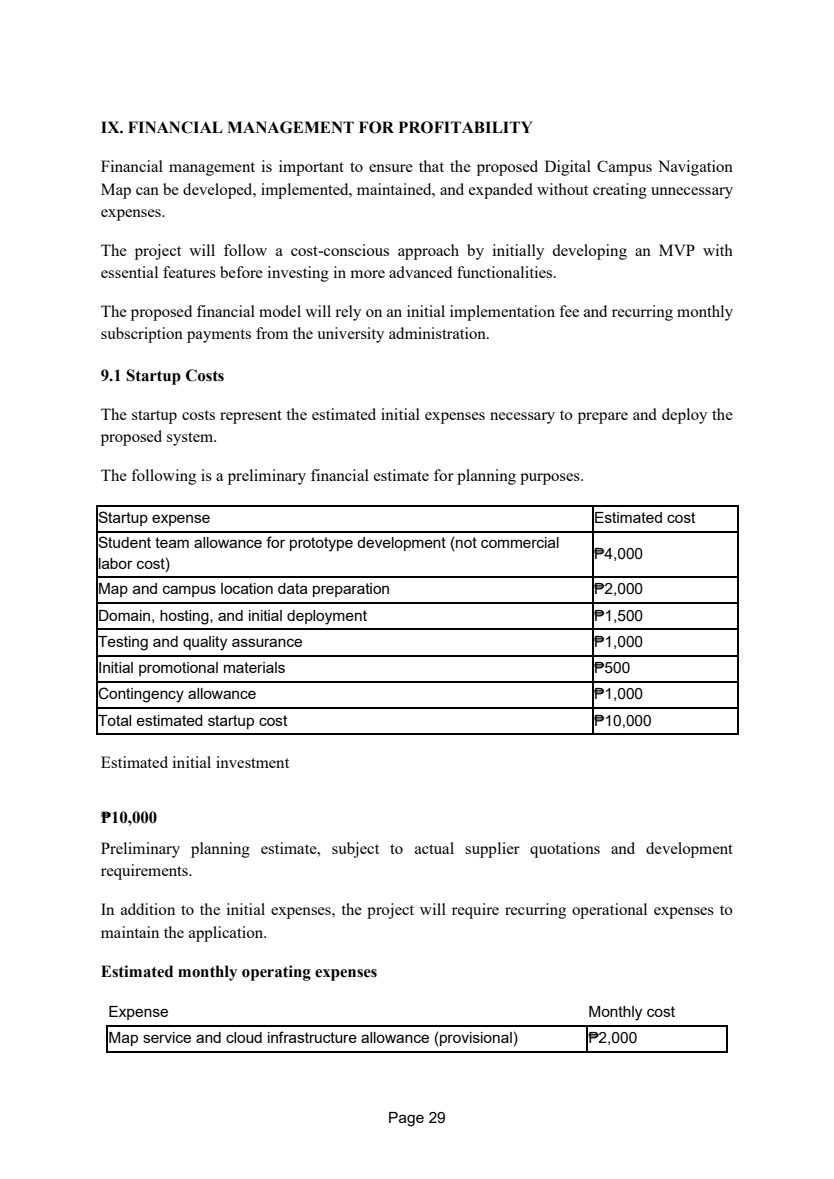 IX. FINANCIAL MANAGEMENT FOR PROFITABILITY
Financial management is important to ensure that the proposed Digital Campus Navigation
Map can be developed, implemented, maintained, and expanded without creating unnecessary
expenses.
The project will follow a cost-conscious approach by initially developing an MVP with
essential features before investing in more advanced functionalities.
The proposed financial model will rely on an initial implementation fee and recurring monthly
subscription payments from the university administration.
9.1 Startup Costs
The startup costs represent the estimated initial expenses necessary to prepare and deploy the
proposed system.
The following is a preliminary financial estimate for planning purposes.
Startup expense Estimated cost
Student team allowance for prototype development (not commercial
labor cost) ₱4,000
Map and campus location data preparation ₱2,000
Domain, hosting, and initial deployment ₱1,500
Testing and quality assurance ₱1,000
Initial promotional materials ₱500
Contingency allowance ₱1,000
Total estimated startup cost ₱10,000
Estimated initial investment
₱10,000
Preliminary planning estimate, subject to actual supplier quotations and development
requirements.
In addition to the initial expenses, the project will require recurring operational expenses to
maintain the application.
Estimated monthly operating expenses
Expense Monthly cost
Map service and cloud infrastructure allowance (provisional) ₱2,000
Page 29